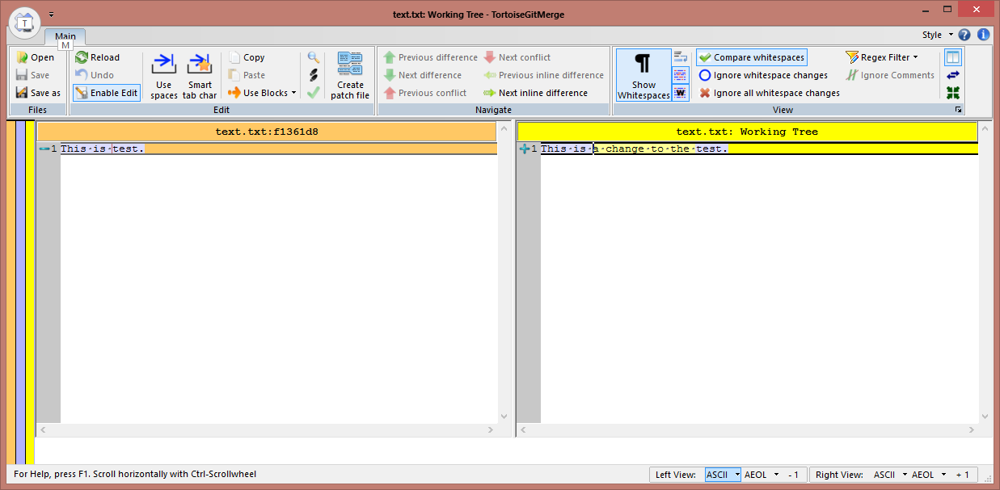 text.txt: Working Tree - TortoiseGitMerge
T
Main
M
Style
Open
Save
Save as
Files
Reload
Undo
Enable Edit
Use spaces
Smart tab char
Copy
Paste
Use Blocks
Create patch file
Edit
Previous difference
Next difference
Previous conflict
Next conflict
Previous inline difference
Next inline difference
Navigate
Show Whitespaces
Compare whitespaces
Ignore whitespace changes
Ignore all whitespace changes
Regex Filter
Ignore Comments
View
text.txt:f1361d8
1 This·is·test.
text.txt: Working Tree
1 This·is·a·change·to·the·test.
For Help, press F1. Scroll horizontally with Ctrl-Scrollwheel
Left View: ASCII AEOL - 1
Right View: ASCII AEOL + 1